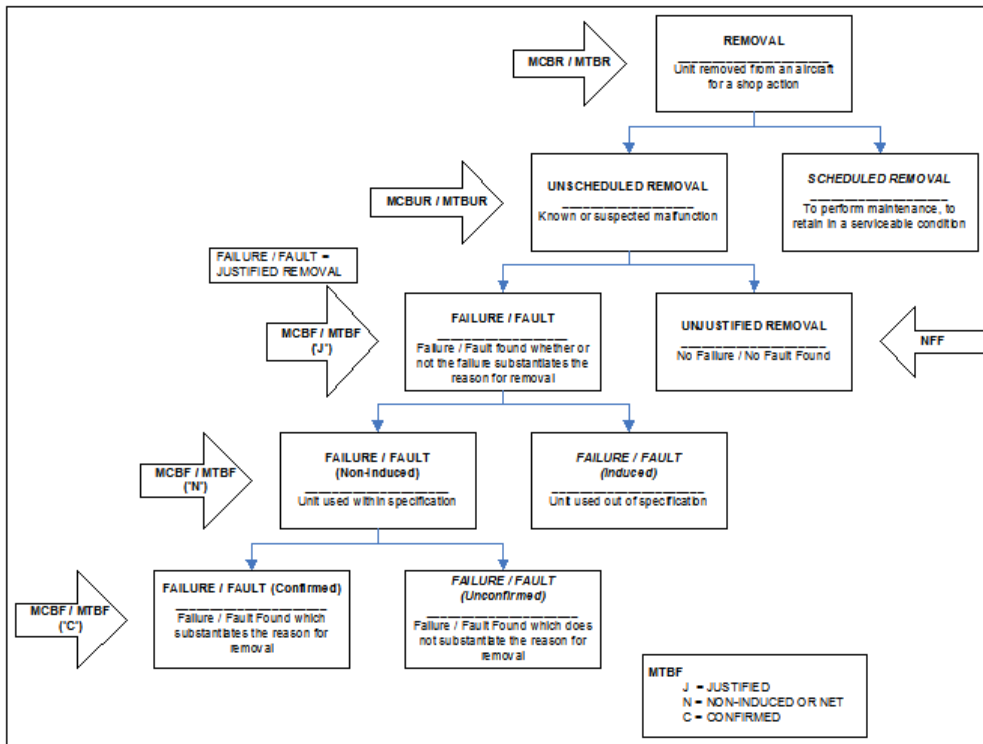 REMOVAL
Unit removed from an aircraft
for a shop action
MCBR / MTBR
UNSCHEDULED REMOVAL
Known or suspected malfunction
SCHEDULED REMOVAL
To perform maintenance, to
retain in a serviceable condition
MCBUR / MTBUR
FAILURE / FAULT =
JUSTIFIED REMOVAL
MCBF / MTBF
('J')
FAILURE / FAULT
Failure / Fault found whether or
not the failure substantiates the
reason for removal
UNJUSTIFIED REMOVAL
No Failure / No Fault Found
NFF
MCBF / MTBF
('N')
FAILURE / FAULT
(Non-Induced)
Unit used within specification
FAILURE / FAULT
(Induced)
Unit used out of specification
MCBF / MTBF
('C')
FAILURE / FAULT (Confirmed)
Failure / Fault Found which
substantiates the reason for
removal
FAILURE / FAULT
(Unconfirmed)
Failure / Fault Found which does
not substantiate the reason for
removal
MTBF
J = JUSTIFIED
N = NON-INDUCED OR NET
C = CONFIRMED